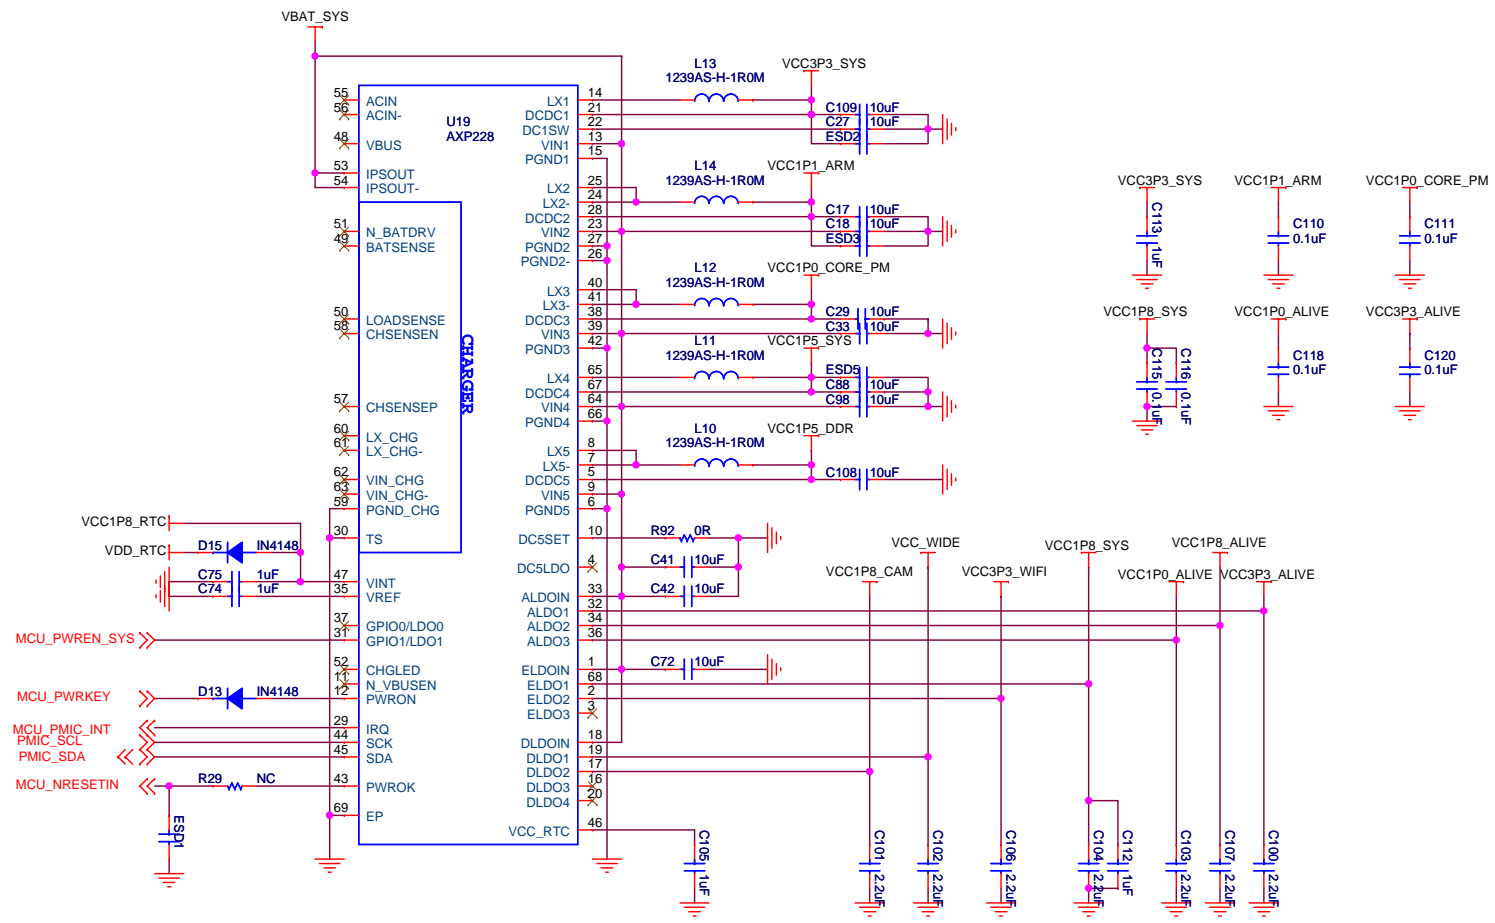 VBAT_SYS
U19
AXP228
CHARGER
55 ACIN
56 ACIN-
48 VBUS
53 IPSOUT
54 IPSOUT-
51 N_BATDRV
49 BATSENSE
50 LOADSENSE
58 CHSENSEN
57 CHSENSEP
60 LX_CHG
61 LX_CHG-
62 VIN_CHG
63 VIN_CHG-
59 PGND_CHG
30 TS
47 VINT
35 VREF
37 GPIO0/LDO0
31 GPIO1/LDO1
52 CHGLED
11 N_VBUSEN
12 PWRON
29 IRQ
44 SCK
45 SDA
43 PWROK
69 EP
VCC1P8_RTC
VDD_RTC
D15 IN4148
C75 1uF
C74 1uF
MCU_PWREN_SYS
MCU_PWRKEY
D13 IN4148
MCU_PMIC_INT
PMIC_SCL
PMIC_SDA
MCU_NRESETIN
R29 NC
ESD1
LX1 14
DCDC1 21
DC1SW 22
VIN1 13
PGND1 15
LX2 25
LX2- 24
DCDC2 28
VIN2 23
PGND2 27
PGND2- 26
LX3 40
LX3- 41
DCDC3 38
VIN3 39
PGND3 42
LX4 65
DCDC4 67
VIN4 64
PGND4 66
LX5 8
LX5- 7
DCDC5 5
VIN5 9
PGND5 6
DC5SET 10
DC5LDO 4
ALDOIN 33
ALDO1 32
ALDO2 34
ALDO3 36
ELDOIN 1
ELDO1 68
ELDO2 2
ELDO3 3
DLDOIN 18
DLDO1 19
DLDO2 17
DLDO3 16
DLDO4 20
VCC_RTC 46
L13
1239AS-H-1R0M
VCC3P3_SYS
C109 10uF
C27 10uF
ESD2
L14
1239AS-H-1R0M
VCC1P1_ARM
C17 10uF
C18 10uF
ESD3
L12
1239AS-H-1R0M
VCC1P0_CORE_PM
C29 10uF
C33 10uF
L11
1239AS-H-1R0M
VCC1P5_SYS
ESD5
C88 10uF
C98 10uF
L10
1239AS-H-1R0M
VCC1P5_DDR
C108 10uF
R92 0R
C41 10uF
C42 10uF
C72 10uF
VCC1P8_CAM
VCC_WIDE
VCC3P3_WIFI
VCC1P8_SYS
VCC1P0_ALIVE
VCC1P8_ALIVE
VCC3P3_ALIVE
C105 1uF
C101 2.2uF
C102 2.2uF
C106 2.2uF
C104 2.2uF
C112 1uF
C103 2.2uF
C107 2.2uF
C100 2.2uF
VCC3P3_SYS
C113 1uF
VCC1P1_ARM
C110
0.1uF
VCC1P0_CORE_PM
C111
0.1uF
VCC1P8_SYS
C115 0.1uF
C116 0.1uF
VCC1P0_ALIVE
C118
0.1uF
VCC3P3_ALIVE
C120
0.1uF